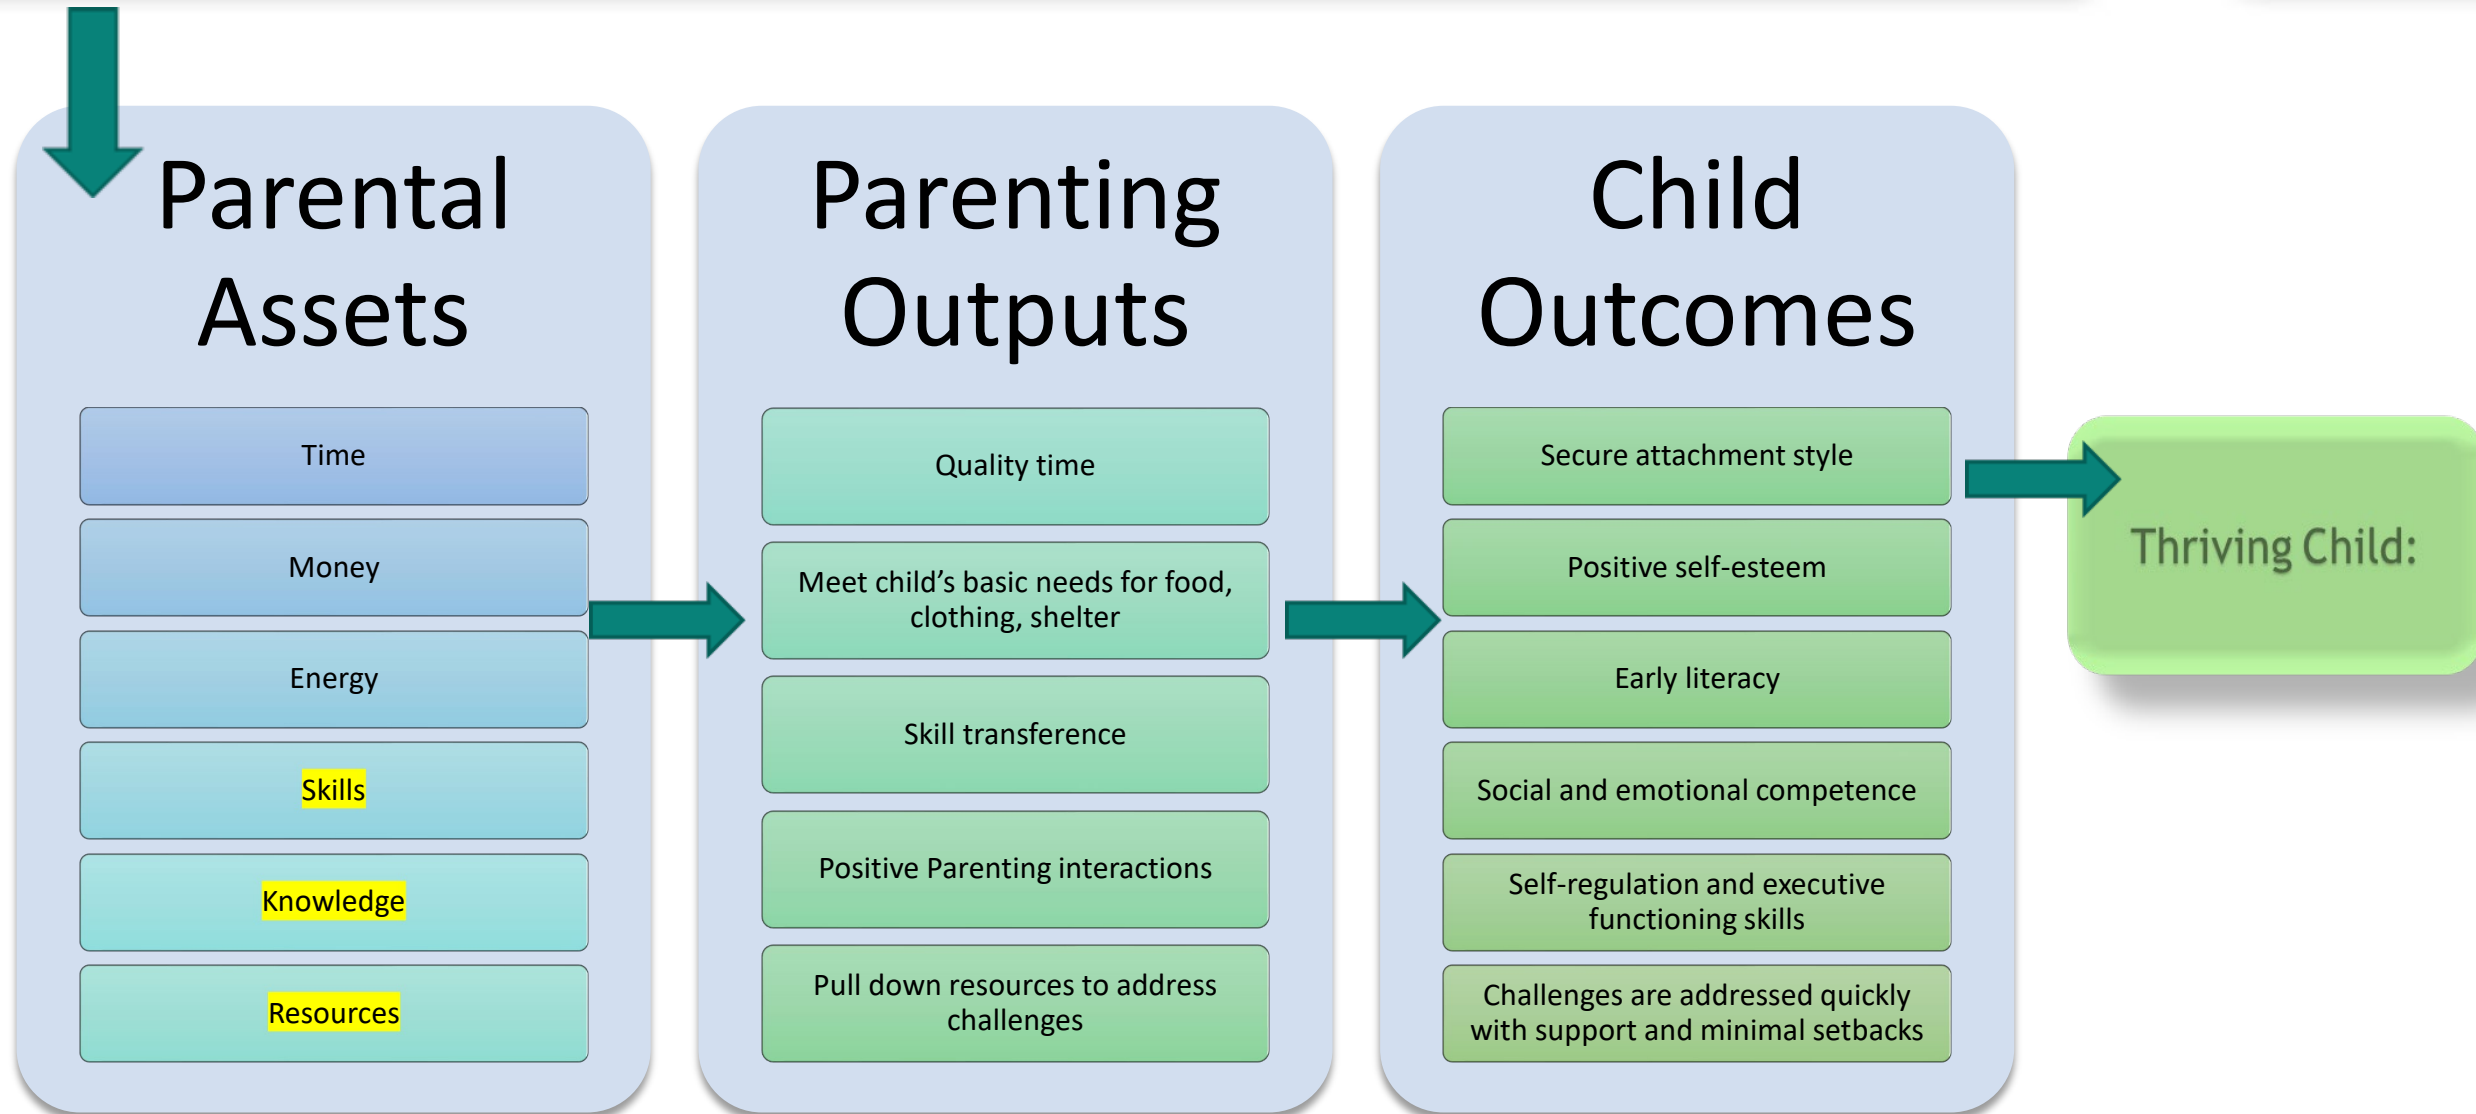 Parental
Assets
Time
Money
Energy
Skills
Knowledge
Resources
Parenting
Outputs
Quality time
Meet child’s basic needs for food,
clothing, shelter
Skill transference
Positive Parenting interactions
Pull down resources to address
challenges
Child
Outcomes
Secure attachment style
Positive self-esteem
Early literacy
Social and emotional competence
Self-regulation and executive
functioning skills
Challenges are addressed quickly
with support and minimal setbacks
Thriving Child: